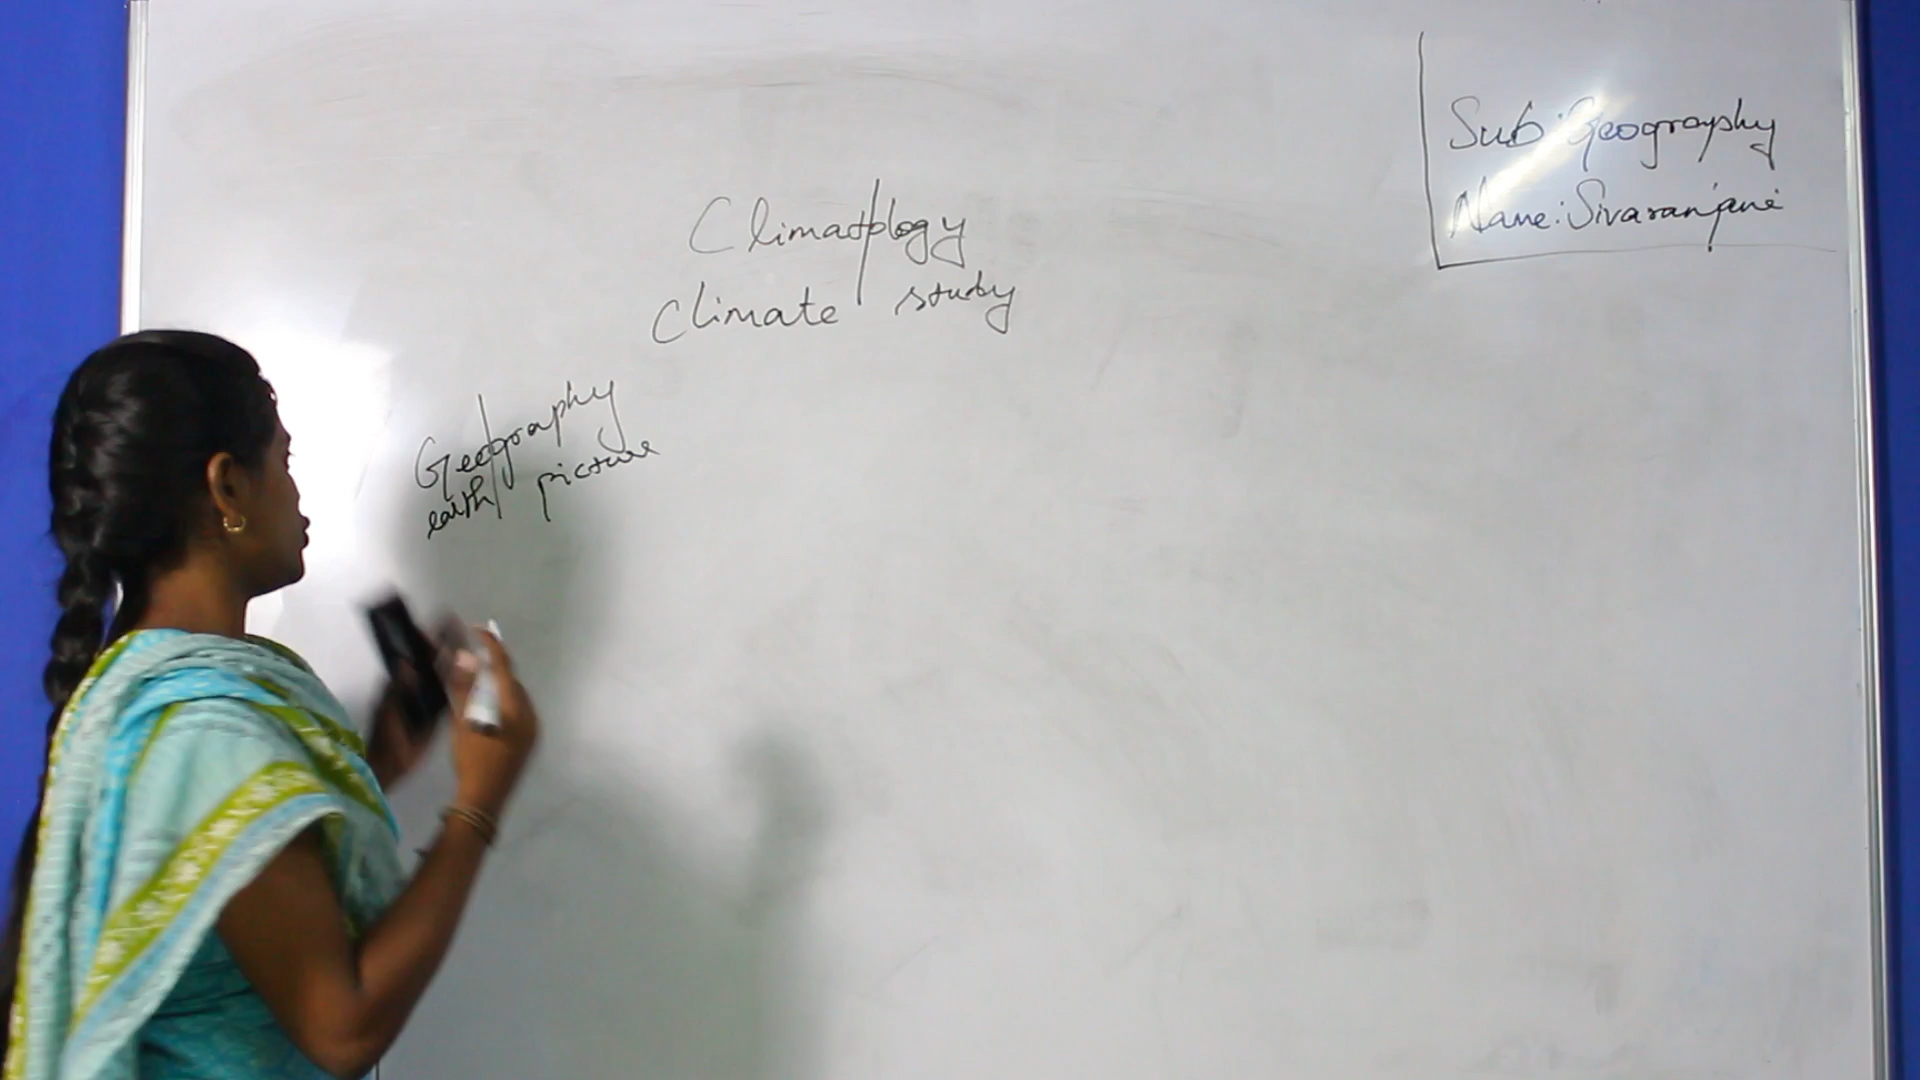 Sub: Geography
Name: Sivaranjani
Climatology
Climate study
Geography
earth picture